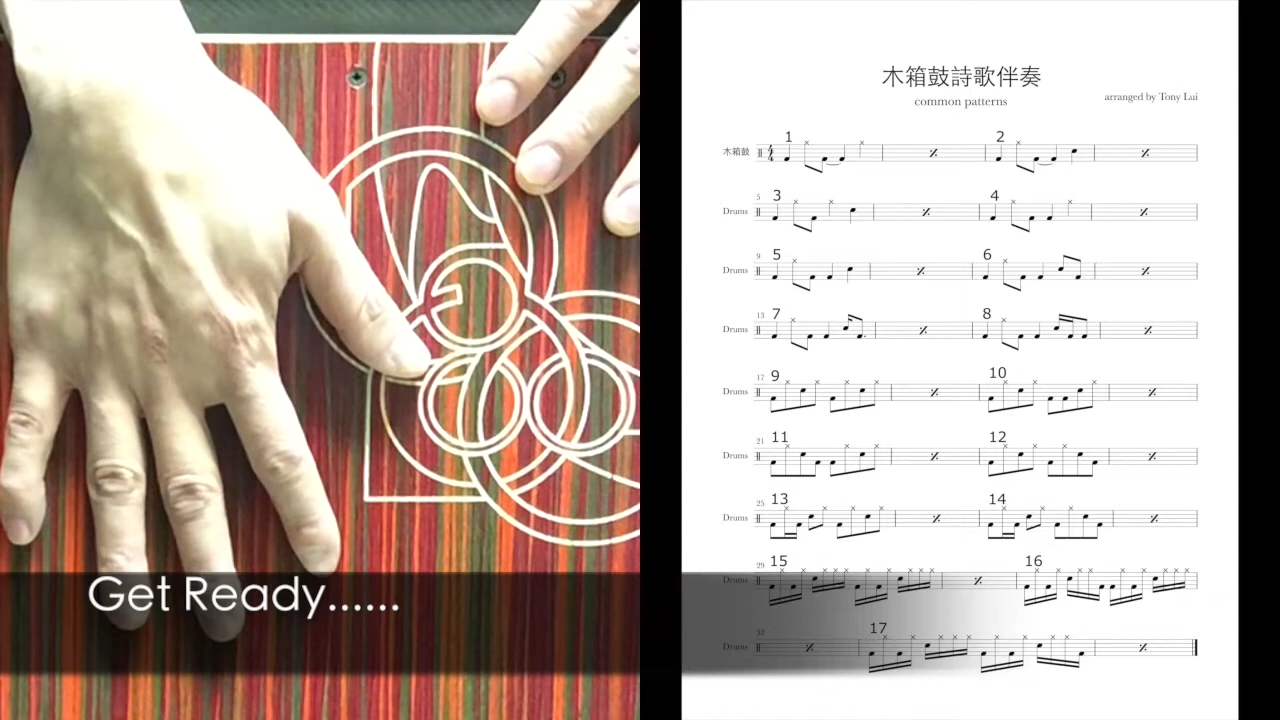 Get Ready......
木箱鼓詩歌伴奏
common patterns
arranged by Tony Lui
1 2
木箱鼓
5 3 4
Drums
9 5 6
Drums
13 7 8
Drums
17 9 10
Drums
21 11 12
Drums
25 13 14
Drums
29 15 16
Drums
32 17
Drums